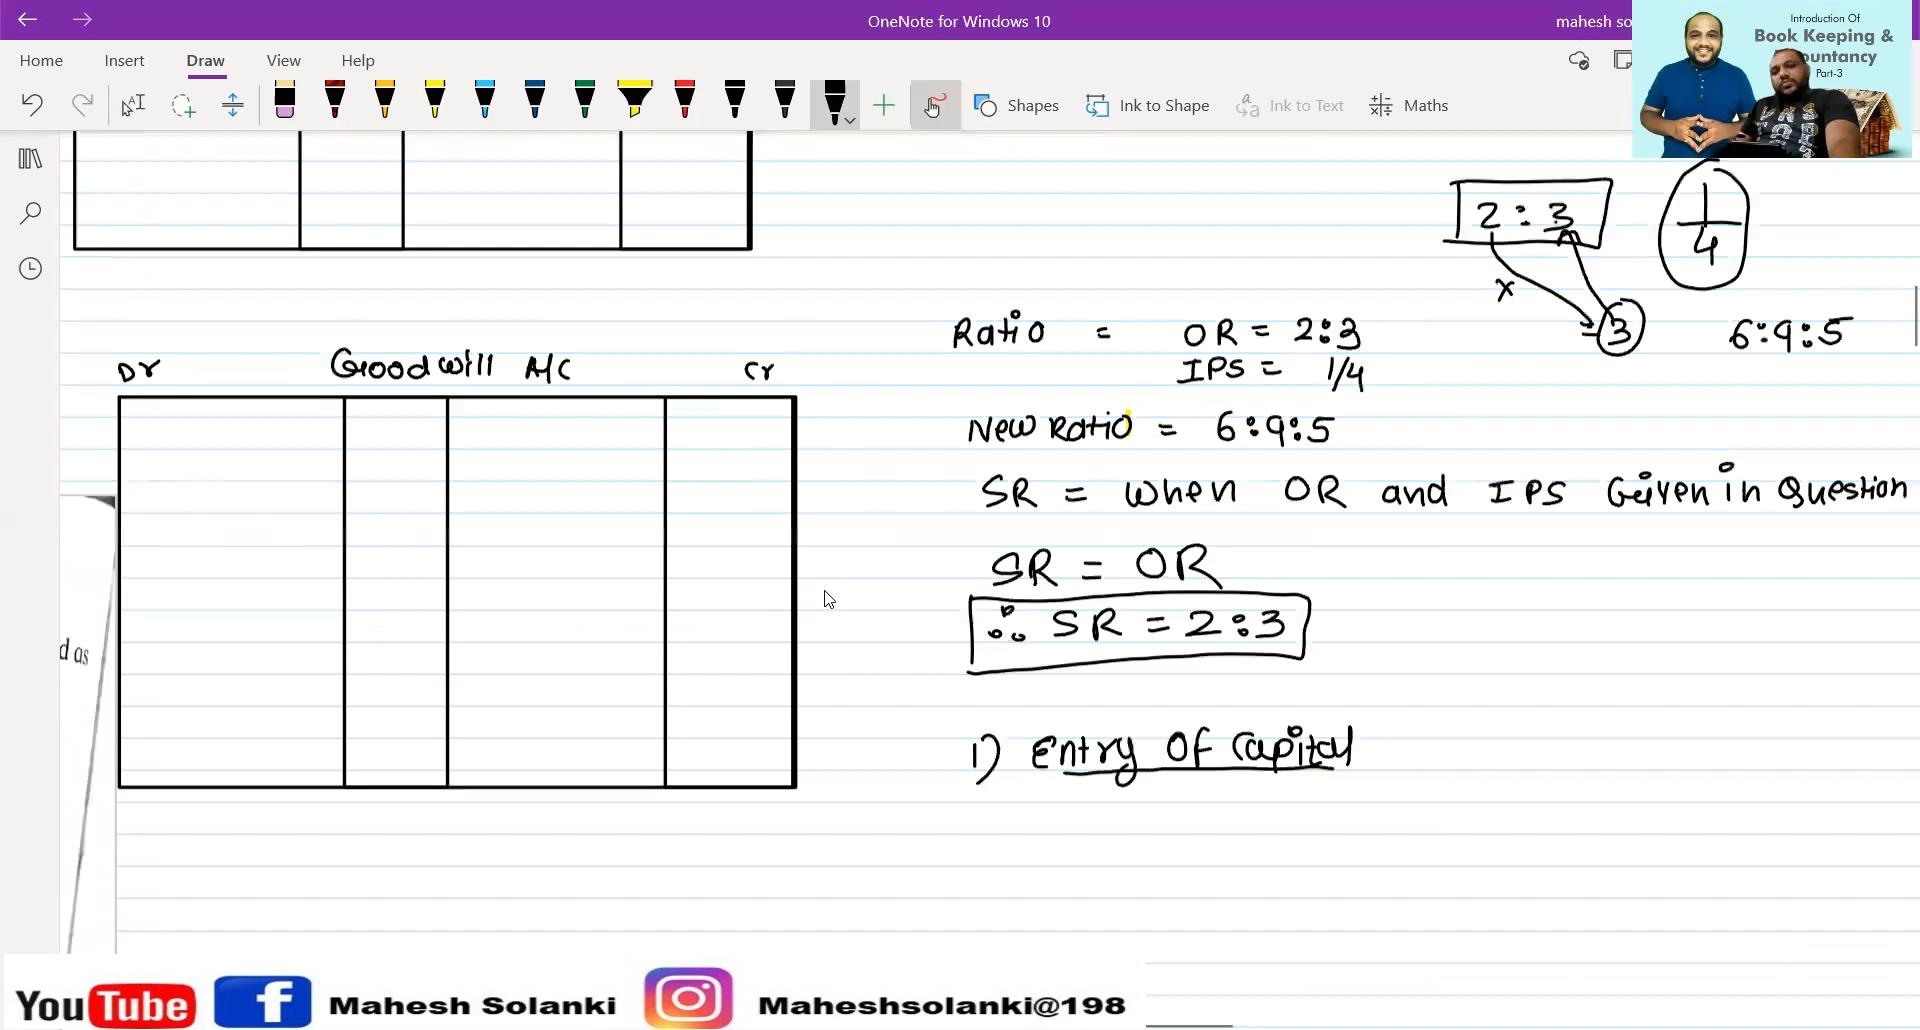 OneNote for Windows 10
mahesh so
Home Insert Draw View Help
Shapes Ink to Shape Ink to Text Maths
Introduction Of
Book Keeping &
ountancy
Part-3
2 : 3
1
4
x
= 3
Ratio = OR = 2:3
6:9:5
IPS = 1/4
Dr Goodwill A/C Cr
New Ratio = 6:9:5
SR = when OR and IPS Given in Question
SR = OR
∴ SR = 2:3
d as
1) Entry Of Capital
YouTube f Mahesh Solanki Maheshsolanki@198